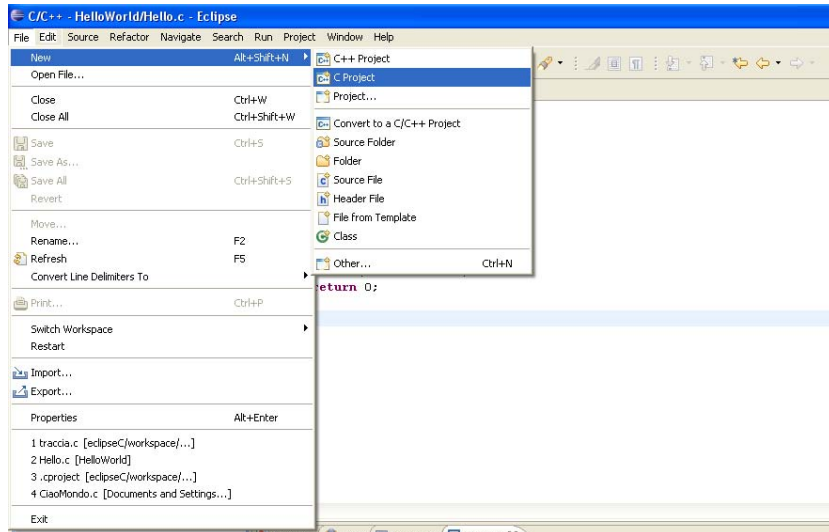 C/C++ - HelloWorld/Hello.c - Eclipse
File Edit Source Refactor Navigate Search Run Project Window Help
New Alt+Shift+N
Open File...
Close Ctrl+W
Close All Ctrl+Shift+W
Save Ctrl+S
Save As...
Save All Ctrl+Shift+S
Revert
Move...
Rename... F2
Refresh F5
Convert Line Delimiters To
Print... Ctrl+P
Switch Workspace
Restart
Import...
Export...
Properties Alt+Enter
1 traccia.c [eclipseC/workspace/...]
2 Hello.c [HelloWorld]
3 .cproject [eclipseC/workspace/...]
4 CiaoMondo.c [Documents and Settings...]
Exit
C++ Project
C Project
Project...
Convert to a C/C++ Project
Source Folder
Folder
Source File
Header File
File from Template
Class
Other... Ctrl+N
return 0;